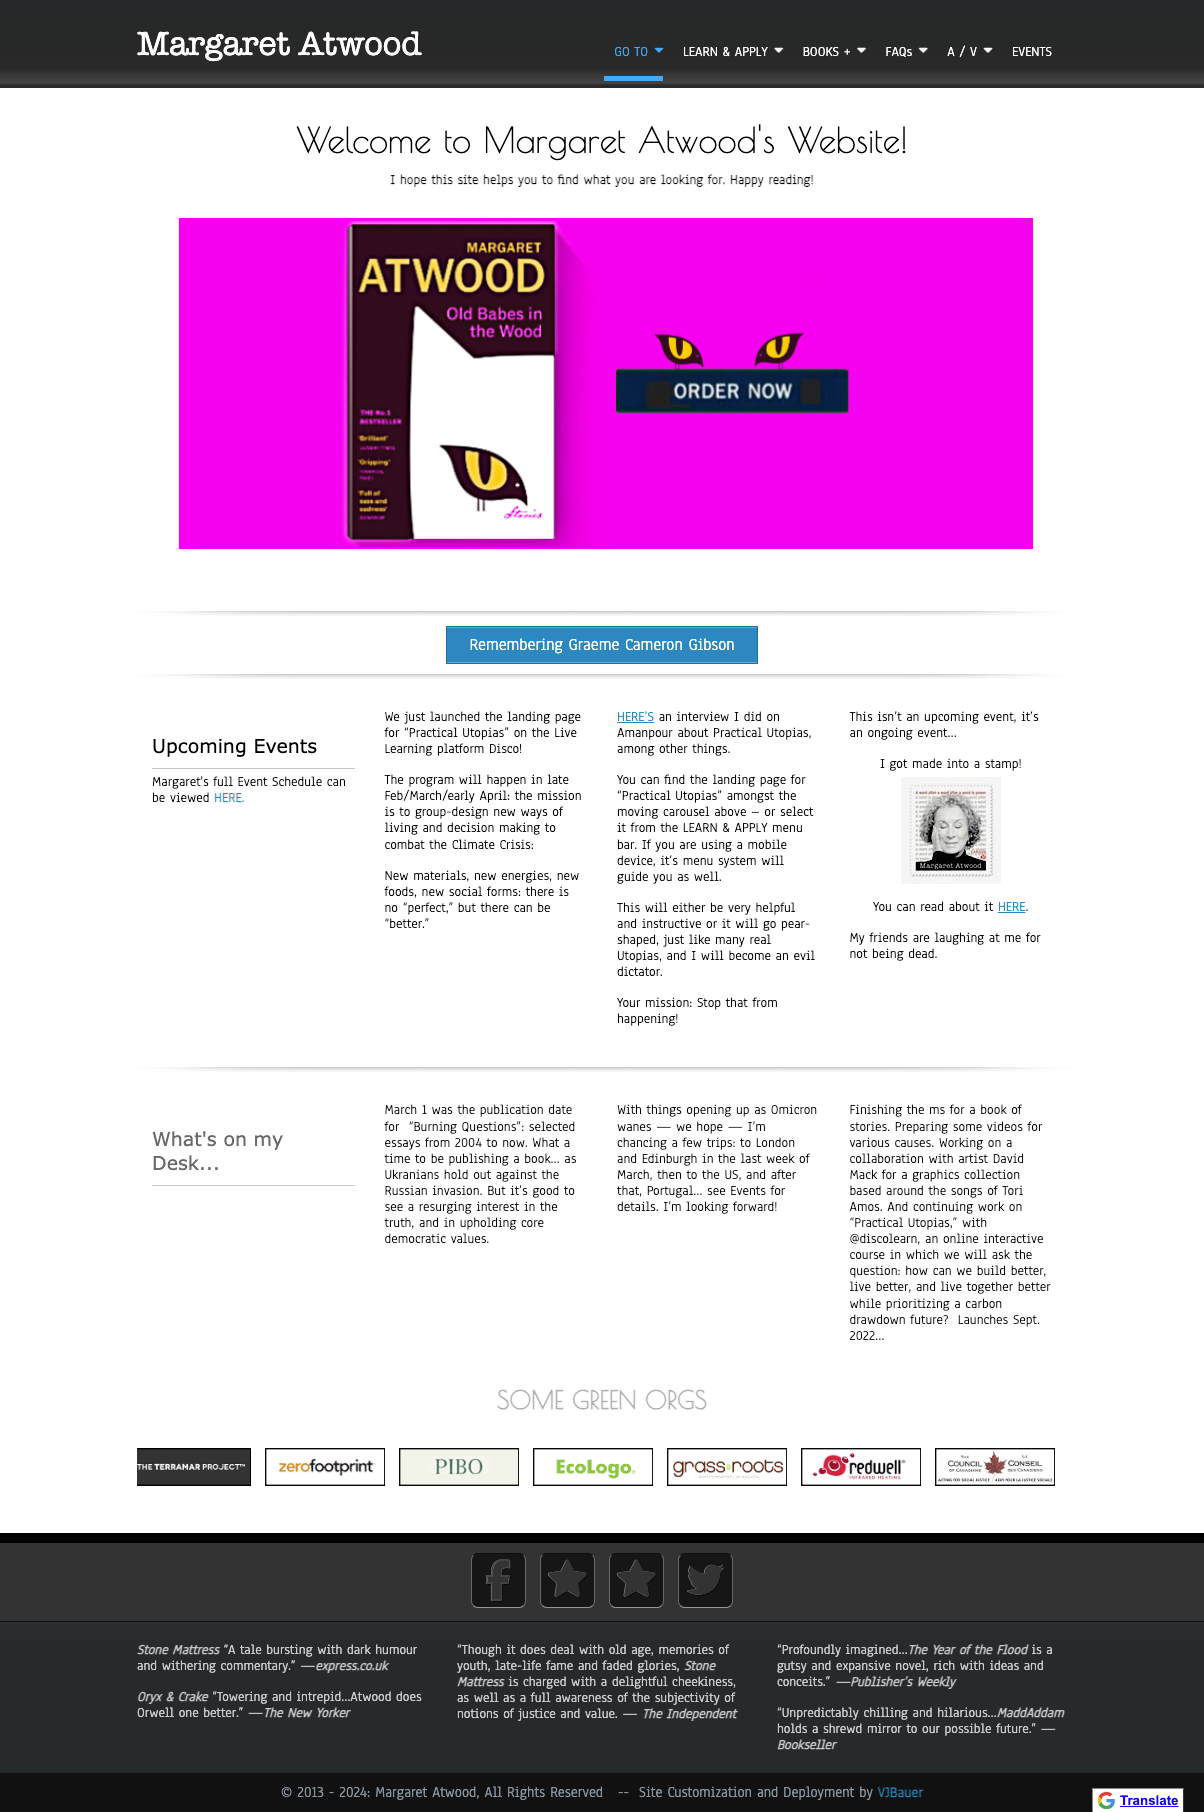 Margaret Atwood
GO TO
LEARN & APPLY
BOOKS +
FAQs
A / V
EVENTS
Welcome to Margaret Atwood's Website!
I hope this site helps you to find what you are looking for. Happy reading!
MARGARET
ATWOOD
Old Babes in
the Wood
THE No.1
BESTSELLER
'Brilliant'
'Gripping'
'Full of
sass and
sadness'
Stories
ORDER NOW
Remembering Graeme Cameron Gibson
Upcoming Events
Margaret's full Event Schedule can
be viewed HERE.
We just launched the landing page
for “Practical Utopias” on the Live
Learning platform Disco!
The program will happen in late
Feb/March/early April: the mission
is to group-design new ways of
living and decision making to
combat the Climate Crisis:
New materials, new energies, new
foods, new social forms: there is
no “perfect,” but there can be
“better.”
HERE'S an interview I did on
Amanpour about Practical Utopias,
among other things.
You can find the landing page for
“Practical Utopias” amongst the
moving carousel above – or select
it from the LEARN & APPLY menu
bar. If you are using a mobile
device, it's menu system will
guide you as well.
This will either be very helpful
and instructive or it will go pear-
shaped, just like many real
Utopias, and I will become an evil
dictator.
Your mission: Stop that from
happening!
This isn't an upcoming event, it's
an ongoing event...
I got made into a stamp!
Margaret Atwood
You can read about it HERE.
My friends are laughing at me for
not being dead.
What's on my
Desk...
March 1 was the publication date
for “Burning Questions”: selected
essays from 2004 to now. What a
time to be publishing a book... as
Ukranians hold out against the
Russian invasion. But it's good to
see a resurging interest in the
truth, and in upholding core
democratic values.
With things opening up as Omicron
wanes — we hope — I'm
chancing a few trips: to London
and Edinburgh in the last week of
March, then to the US, and after
that, Portugal... see Events for
details. I'm looking forward!
Finishing the ms for a book of
stories. Preparing some videos for
various causes. Working on a
collaboration with artist David
Mack for a graphics collection
based around the songs of Tori
Amos. And continuing work on
“Practical Utopias,” with
@discolearn, an online interactive
course in which we will ask the
question: how can we build better,
live better, and live together better
while prioritizing a carbon
drawdown future? Launches Sept.
2022...
SOME GREEN ORGS
THE TERRAMAR PROJECT™
zerofootprint
PIBO
EcoLogo
grass roots
redwell
INFRARED HEATING
THE COUNCIL OF CANADIANS
LE CONSEIL DES CANADIENS
ACTING FOR SOCIAL JUSTICE / AGIR POUR LA JUSTICE SOCIALE
Stone Mattress “A tale bursting with dark humour
and withering commentary.” —express.co.uk
Oryx & Crake “Towering and intrepid...Atwood does
Orwell one better.” —The New Yorker
“Though it does deal with old age, memories of
youth, late-life fame and faded glories, Stone
Mattress is charged with a delightful cheekiness,
as well as a full awareness of the subjectivity of
notions of justice and value. — The Independent
“Profoundly imagined...The Year of the Flood is a
gutsy and expansive novel, rich with ideas and
conceits.” —Publisher's Weekly
“Unpredictably chilling and hilarious...MaddAddam
holds a shrewd mirror to our possible future.” —
Bookseller
© 2013 - 2024: Margaret Atwood, All Rights Reserved -- Site Customization and Deployment by VJBauer
Translate